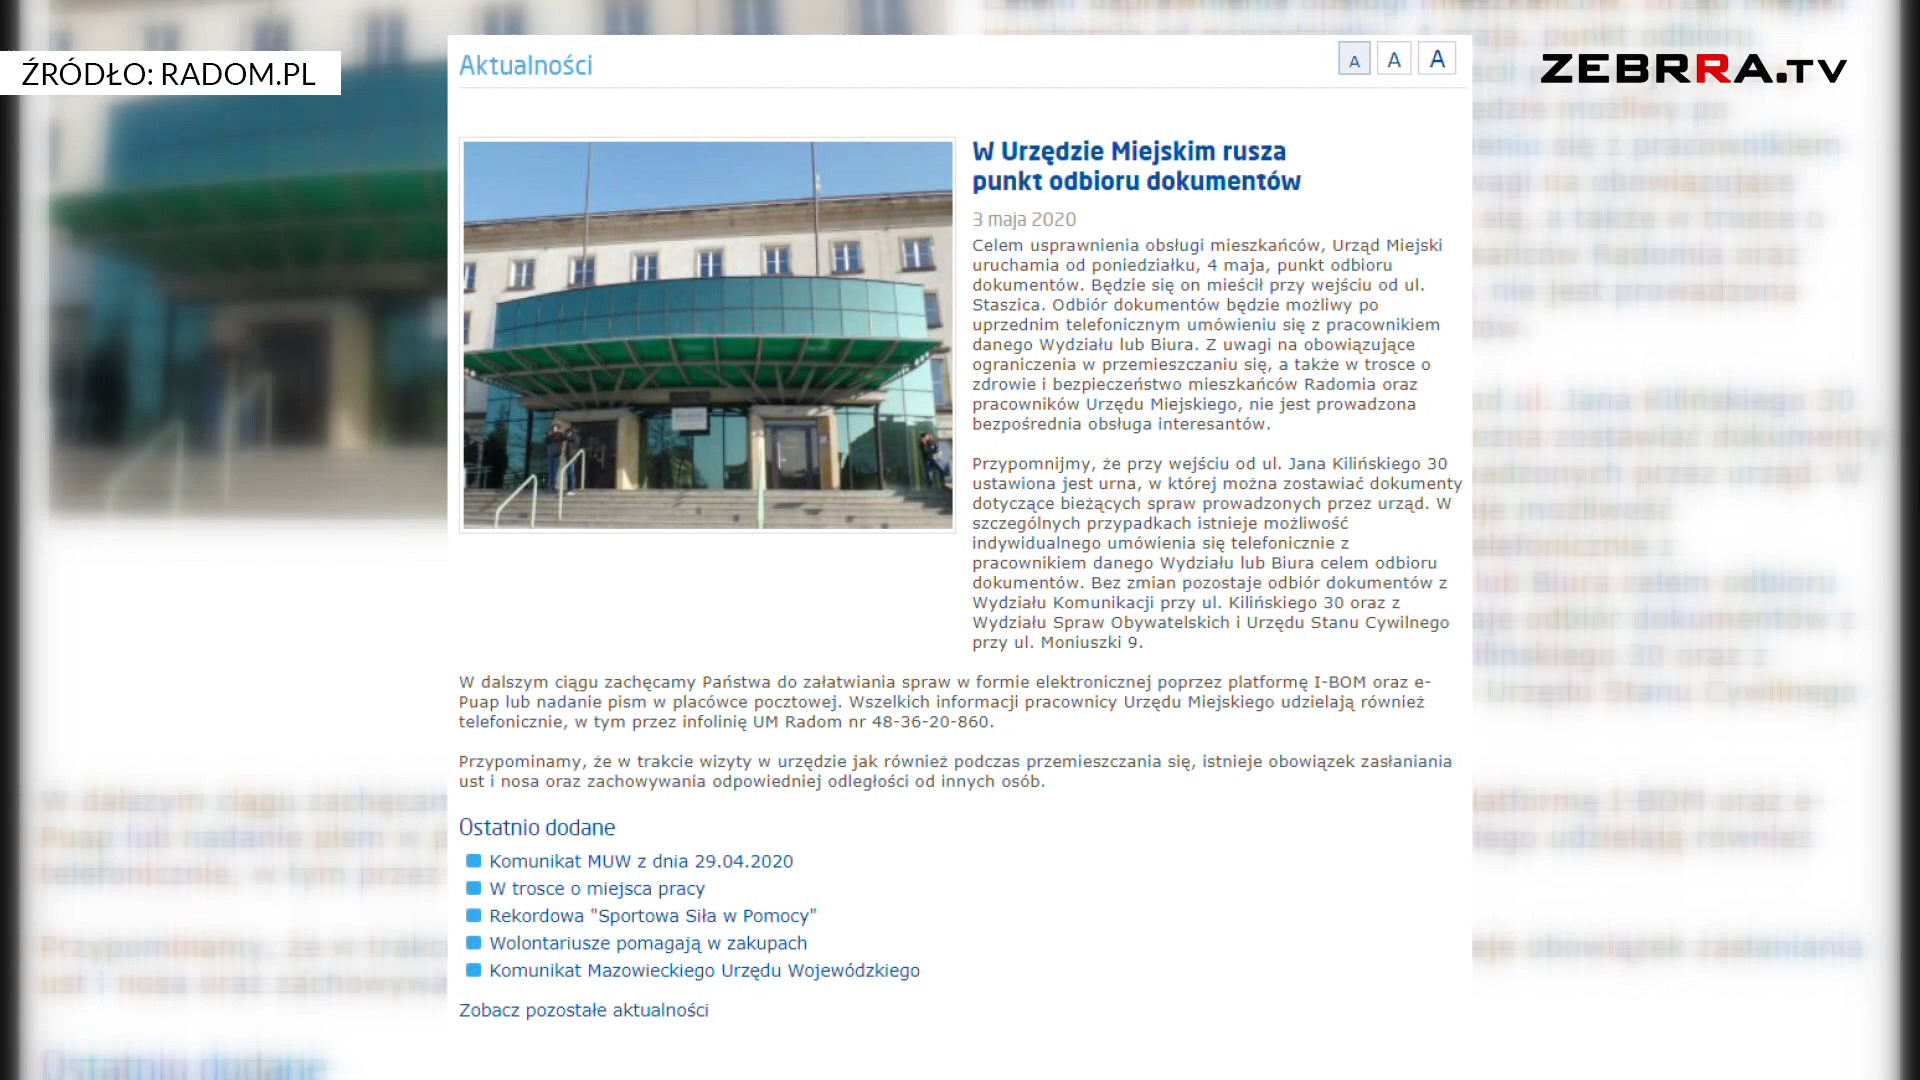 ŹRÓDŁO: RADOM.PL
ZEBRRA.TV
Aktualności
A A A
W Urzędzie Miejskim rusza
punkt odbioru dokumentów
3 maja 2020
Celem usprawnienia obsługi mieszkańców, Urząd Miejski
uruchamia od poniedziałku, 4 maja, punkt odbioru
dokumentów. Będzie się on mieścił przy wejściu od ul.
Staszica. Odbiór dokumentów będzie możliwy po
uprzednim telefonicznym umówieniu się z pracownikiem
danego Wydziału lub Biura. Z uwagi na obowiązujące
ograniczenia w przemieszczaniu się, a także w trosce o
zdrowie i bezpieczeństwo mieszkańców Radomia oraz
pracowników Urzędu Miejskiego, nie jest prowadzona
bezpośrednia obsługa interesantów.
Przypomnijmy, że przy wejściu od ul. Jana Kilińskiego 30
ustawiona jest urna, w której można zostawiać dokumenty
dotyczące bieżących spraw prowadzonych przez urząd. W
szczególnych przypadkach istnieje możliwość
indywidualnego umówienia się telefonicznie z
pracownikiem danego Wydziału lub Biura celem odbioru
dokumentów. Bez zmian pozostaje odbiór dokumentów z
Wydziału Komunikacji przy ul. Kilińskiego 30 oraz z
Wydziału Spraw Obywatelskich i Urzędu Stanu Cywilnego
przy ul. Moniuszki 9.
W dalszym ciągu zachęcamy Państwa do załatwiania spraw w formie elektronicznej poprzez platformę I-BOM oraz e-
Puap lub nadanie pism w placówce pocztowej. Wszelkich informacji pracownicy Urzędu Miejskiego udzielają również
telefonicznie, w tym przez infolinię UM Radom nr 48-36-20-860.
Przypominamy, że w trakcie wizyty w urzędzie jak również podczas przemieszczania się, istnieje obowiązek zasłaniania
ust i nosa oraz zachowywania odpowiedniej odległości od innych osób.
Ostatnio dodane
Komunikat MUW z dnia 29.04.2020
W trosce o miejsca pracy
Rekordowa "Sportowa Siła w Pomocy"
Wolontariusze pomagają w zakupach
Komunikat Mazowieckiego Urzędu Wojewódzkiego
Zobacz pozostałe aktualności